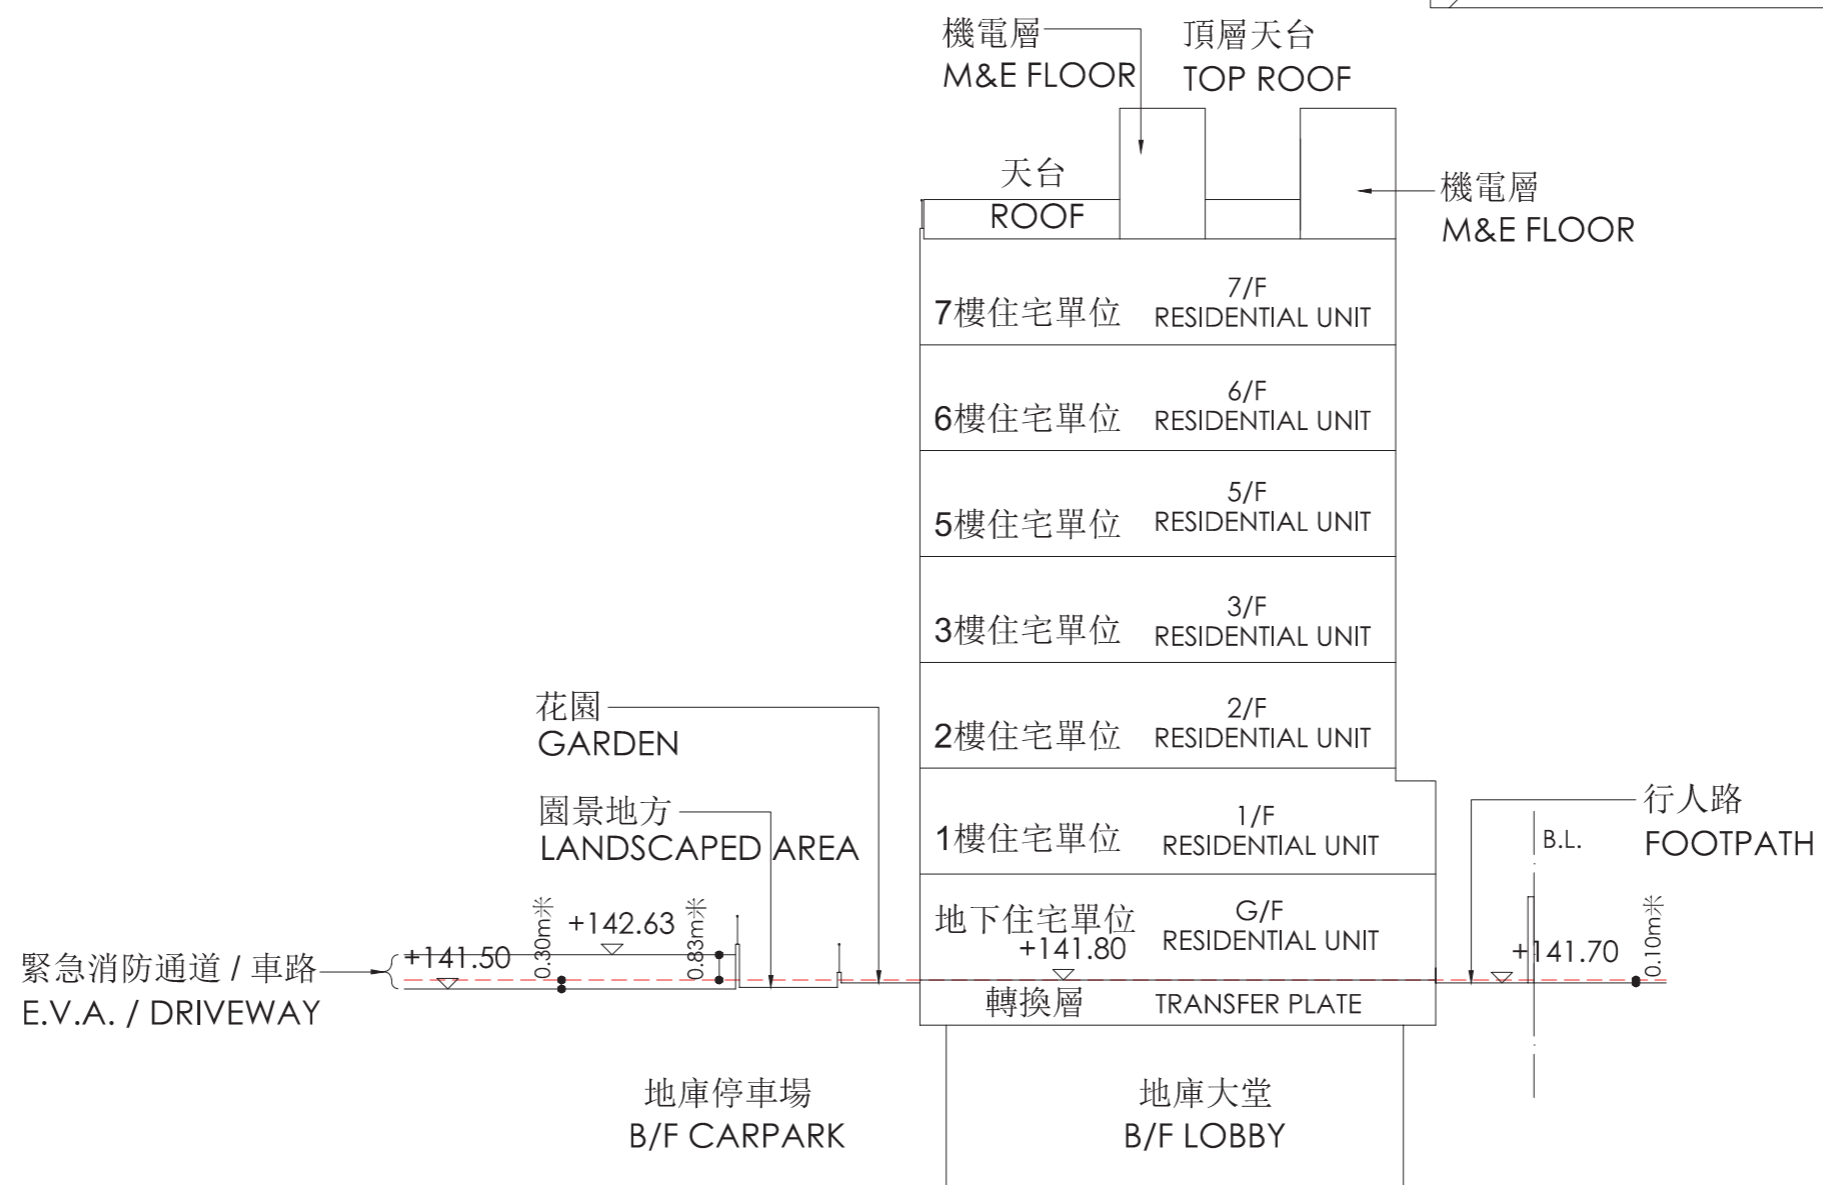 機電層
M&E FLOOR
頂層天台
TOP ROOF
天台
ROOF
機電層
M&E FLOOR
7樓住宅單位
7/F
RESIDENTIAL UNIT
6樓住宅單位
6/F
RESIDENTIAL UNIT
5樓住宅單位
5/F
RESIDENTIAL UNIT
3樓住宅單位
3/F
RESIDENTIAL UNIT
2樓住宅單位
2/F
RESIDENTIAL UNIT
1樓住宅單位
1/F
RESIDENTIAL UNIT
地下住宅單位
+141.80
G/F
RESIDENTIAL UNIT
轉換層
TRANSFER PLATE
花園
GARDEN
園景地方
LANDSCAPED AREA
緊急消防通道 / 車路
E.V.A. / DRIVEWAY
+141.50
0.30m米
+142.63
0.83m米
行人路
FOOTPATH
B.L.
+141.70
0.10m米
地庫停車場
B/F CARPARK
地庫大堂
B/F LOBBY